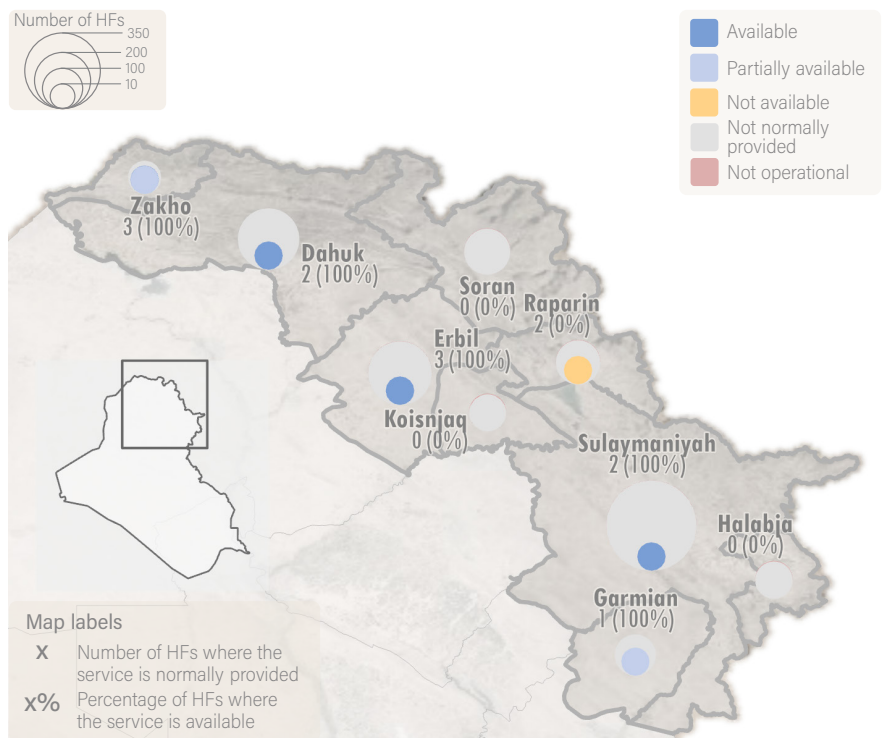 Number of HFs
350
200
100
10
Available
Partially available
Not available
Not normally
provided
Not operational
Zakho
3 (100%)
Dahuk
2 (100%)
Soran
0 (0%)
Raparin
2 (0%)
Erbil
3 (100%)
Koisnjaq
0 (0%)
Sulaymaniyah
2 (100%)
Halabja
0 (0%)
Garmian
1 (100%)
Map labels
x Number of HFs where the
service is normally provided
x% Percentage of HFs where
the service is available